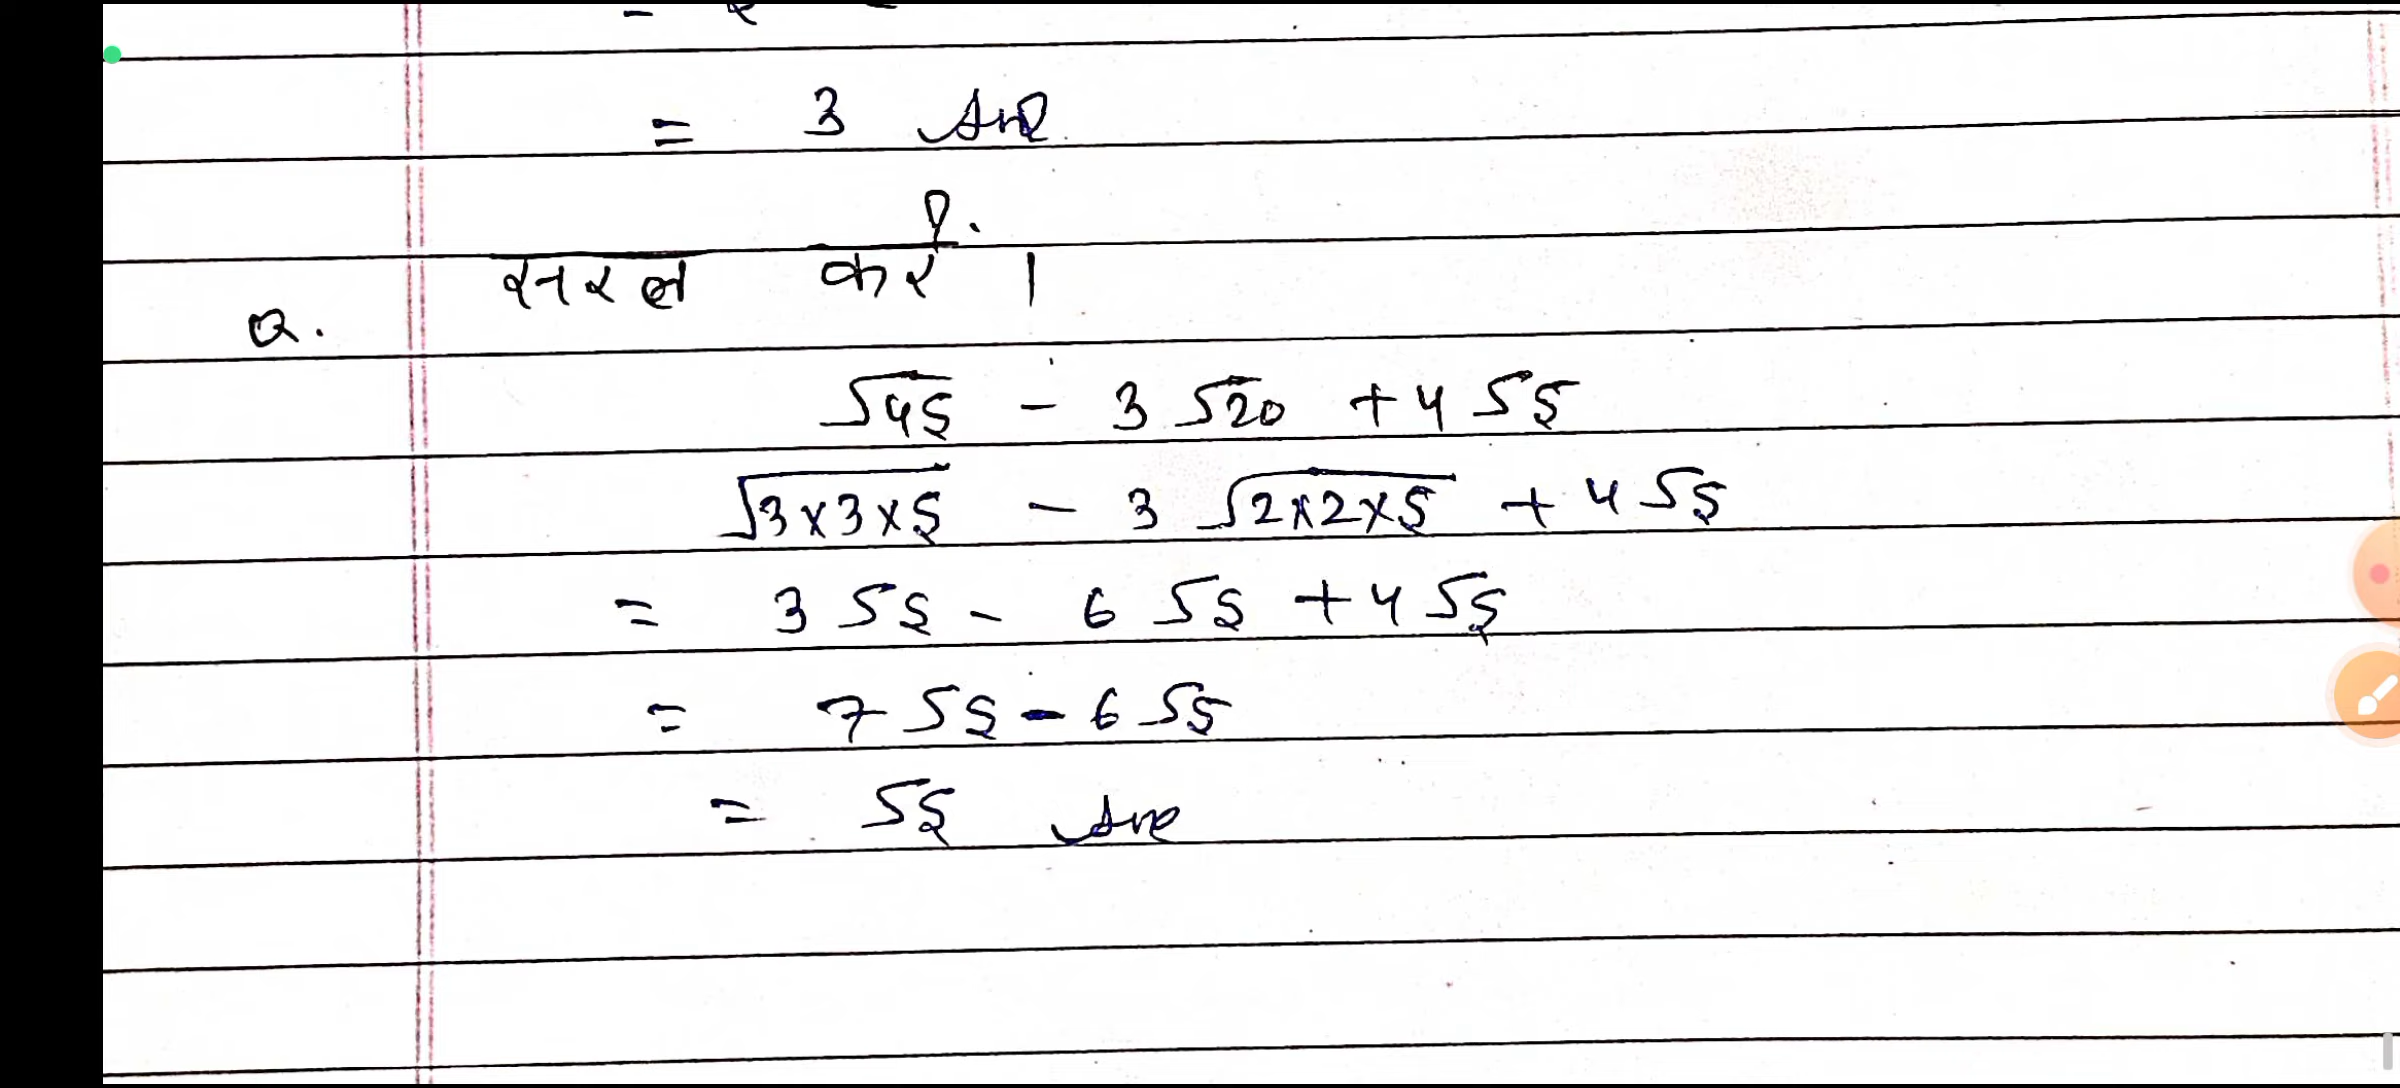 = 3 Ans
सरल करें ।
Q.
√45 - 3 √20 + 4 √5
√3×3×5 - 3 √2×2×5 + 4 √5
= 3 √5 - 6 √5 + 4 √5
= 7 √5 - 6 √5
= √5 Ans